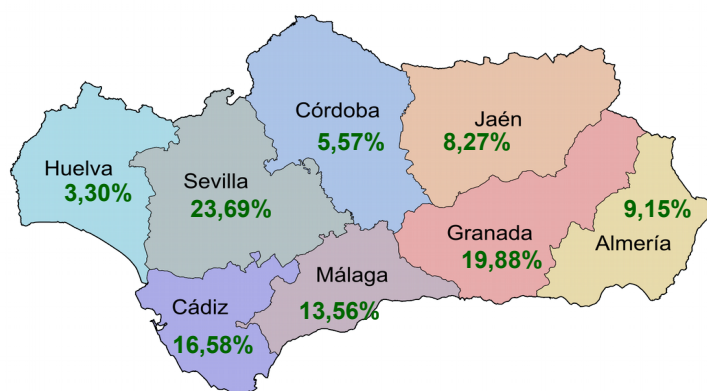 Córdoba
5,57%
Jaén
8,27%
Huelva
3,30%
Sevilla
23,69%
Granada
19,88%
9,15%
Almería
Málaga
13,56%
Cádiz
16,58%